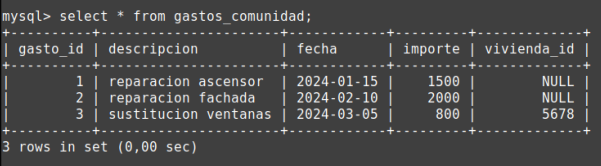 mysql> select * from gastos_comunidad;
+----------+----------------------+------------+---------+-------------+
| gasto_id | descripcion          | fecha      | importe | vivienda_id |
+----------+----------------------+------------+---------+-------------+
|        1 | reparacion ascensor  | 2024-01-15 |    1500 |        NULL |
|        2 | reparacion fachada   | 2024-02-10 |    2000 |        NULL |
|        3 | sustitucion ventanas | 2024-03-05 |     800 |        5678 |
+----------+----------------------+------------+---------+-------------+
3 rows in set (0,00 sec)